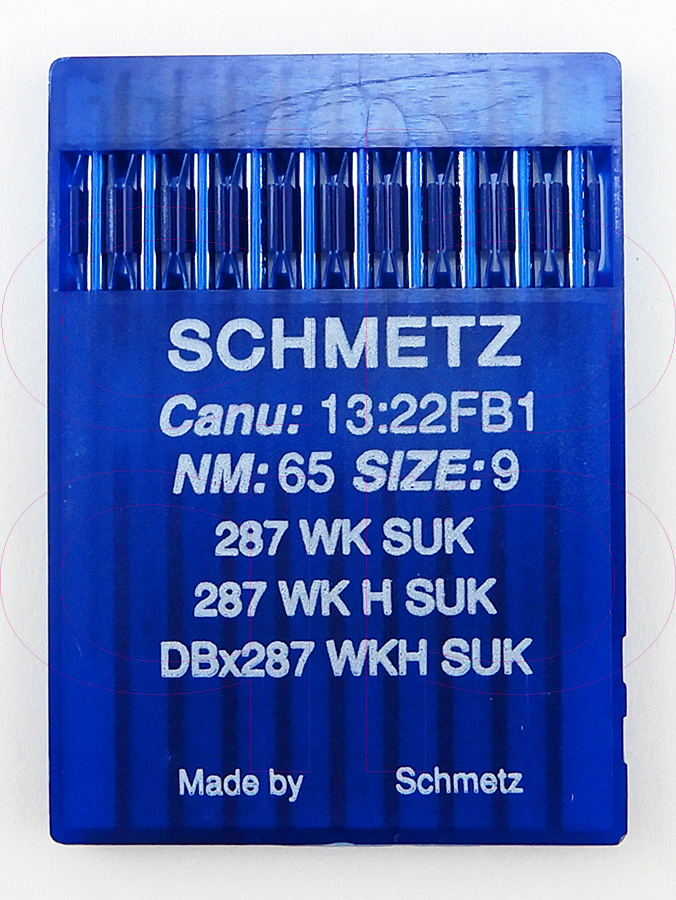 SCHMETZ
Canu: 13:22FB1
NM: 65 SIZE: 9
287 WK SUK
287 WK H SUK
DBx287 WKH SUK
Made by Schmetz